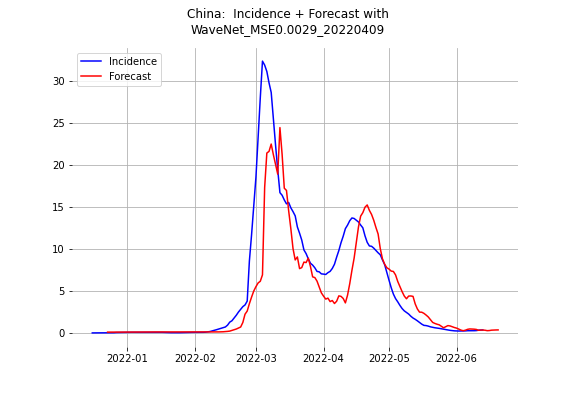 China:  Incidence + Forecast with
WaveNet_MSE0.0029_20220409
Incidence
Forecast
30
25
20
15
10
5
0
2022-01 2022-02 2022-03 2022-04 2022-05 2022-06